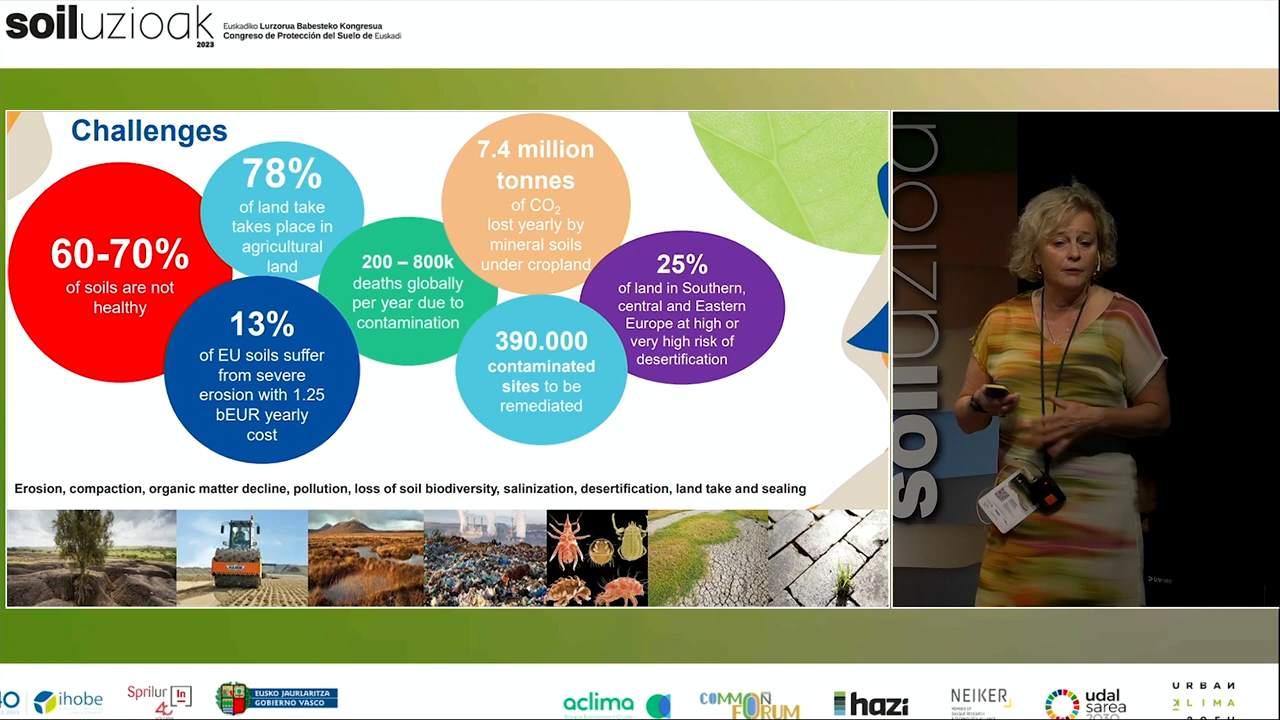 soiluzioak
2023
Euskadiko Lurzorua Babesteko Kongresua
Congreso de Protección del Suelo de Euskadi
Challenges
60-70%
of soils are not
healthy
78%
of land take
takes place in
agricultural
land
13%
of EU soils suffer
from severe
erosion with 1.25
bEUR yearly
cost
200 – 800k
deaths globally
per year due to
contamination
7.4 million
tonnes
of CO2
lost yearly by
mineral soils
under cropland
390.000
contaminated
sites to be
remediated
25%
of land in Southern,
central and Eastern
Europe at high or
very high risk of
desertification
Erosion, compaction, organic matter decline, pollution, loss of soil biodiversity, salinization, desertification, land take and sealing
soiluzioak
40
ihobe
Sprilur
In
EUSKO JAURLARITZA
GOBIERNO VASCO
aclima
COMMON
FORUM
hazi
NEIKER
udal
sarea
2030
URBAN
KLIMA